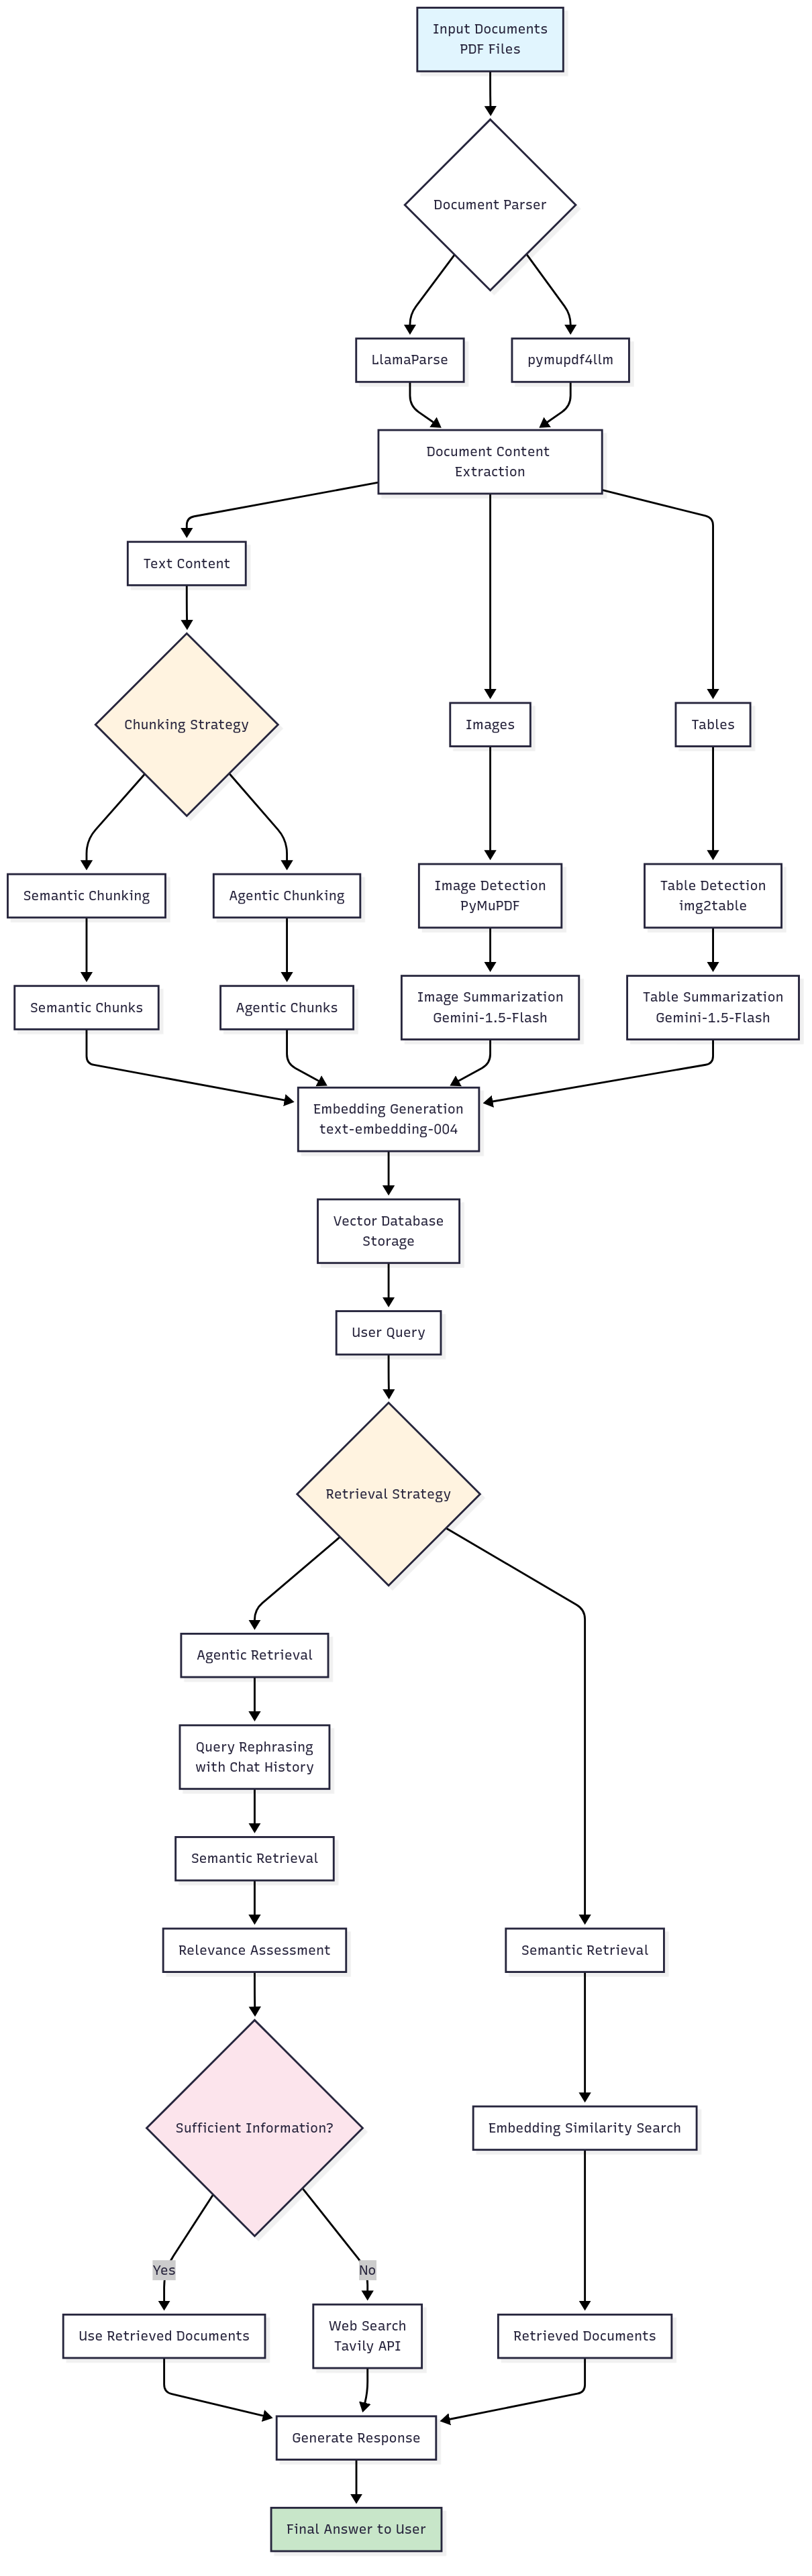 Input Documents
PDF Files
Document Parser
LlamaParse
pymupdf4llm
Document Content
Extraction
Text Content
Chunking Strategy
Images
Tables
Semantic Chunking
Agentic Chunking
Image Detection
PyMuPDF
Table Detection
img2table
Semantic Chunks
Agentic Chunks
Image Summarization
Gemini-1.5-Flash
Table Summarization
Gemini-1.5-Flash
Embedding Generation
text-embedding-004
Vector Database
Storage
User Query
Retrieval Strategy
Agentic Retrieval
Query Rephrasing
with Chat History
Semantic Retrieval
Relevance Assessment
Semantic Retrieval
Sufficient Information?
Embedding Similarity Search
Yes
No
Use Retrieved Documents
Web Search
Tavily API
Retrieved Documents
Generate Response
Final Answer to User